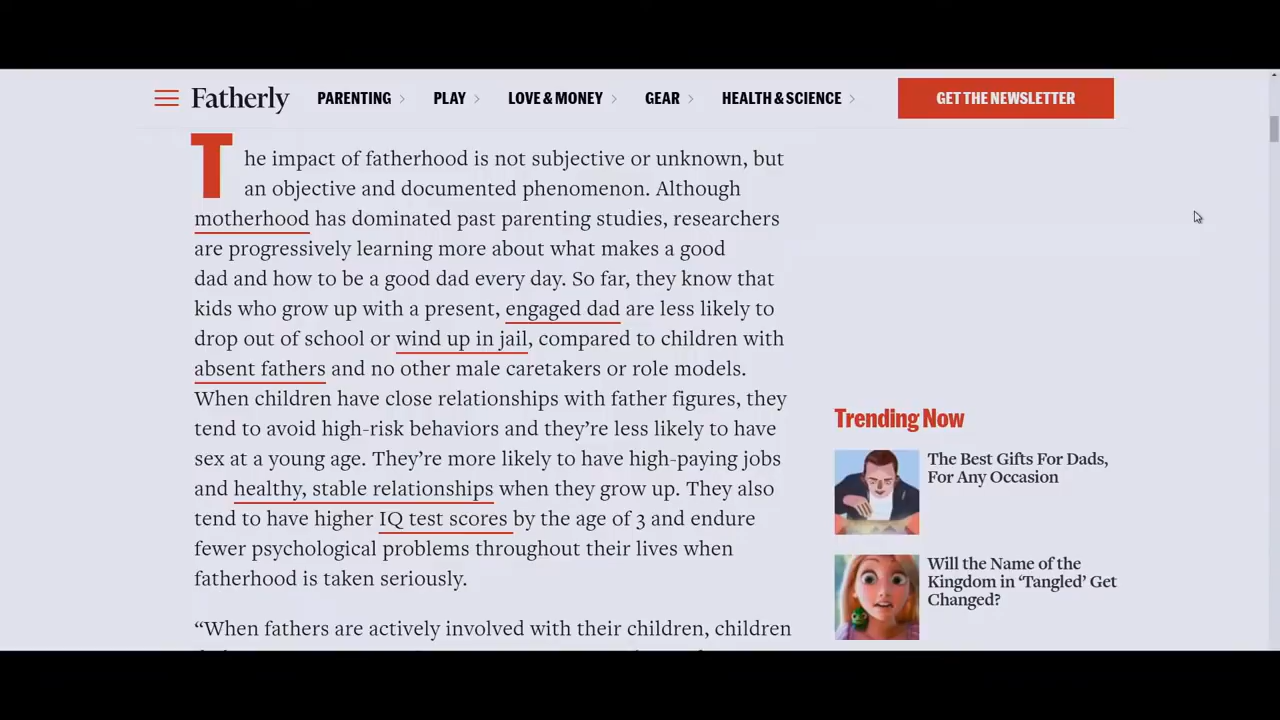 Fatherly PARENTING PLAY LOVE & MONEY GEAR HEALTH & SCIENCE GET THE NEWSLETTER
The impact of fatherhood is not subjective or unknown, but
an objective and documented phenomenon. Although
motherhood has dominated past parenting studies, researchers
are progressively learning more about what makes a good
dad and how to be a good dad every day. So far, they know that
kids who grow up with a present, engaged dad are less likely to
drop out of school or wind up in jail, compared to children with
absent fathers and no other male caretakers or role models.
When children have close relationships with father figures, they
tend to avoid high-risk behaviors and they’re less likely to have
sex at a young age. They’re more likely to have high-paying jobs
and healthy, stable relationships when they grow up. They also
tend to have higher IQ test scores by the age of 3 and endure
fewer psychological problems throughout their lives when
fatherhood is taken seriously.
“When fathers are actively involved with their children, children
Trending Now
The Best Gifts For Dads,
For Any Occasion
Will the Name of the
Kingdom in ‘Tangled’ Get
Changed?